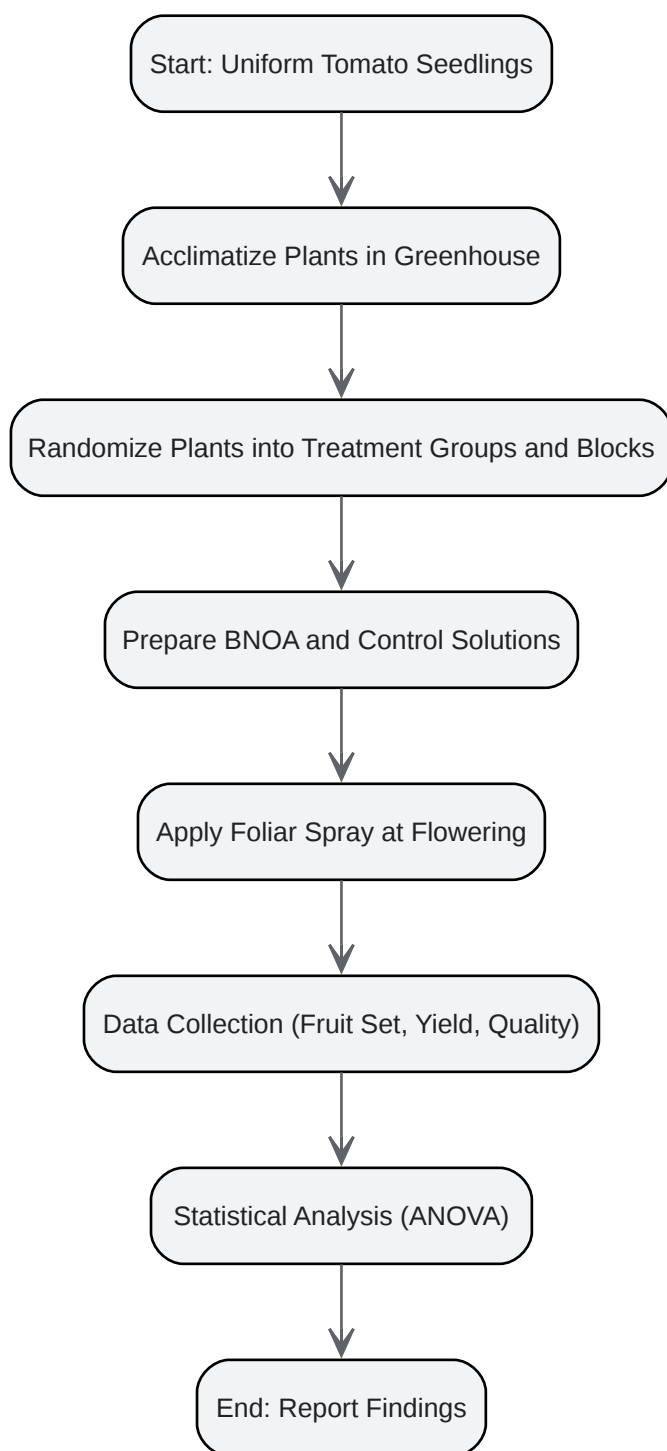 Start: Uniform Tomato Seedlings
Acclimatize Plants in Greenhouse
Randomize Plants into Treatment Groups and Blocks
Prepare BNOA and Control Solutions
Apply Foliar Spray at Flowering
Data Collection (Fruit Set, Yield, Quality)
Statistical Analysis (ANOVA)
End: Report Findings